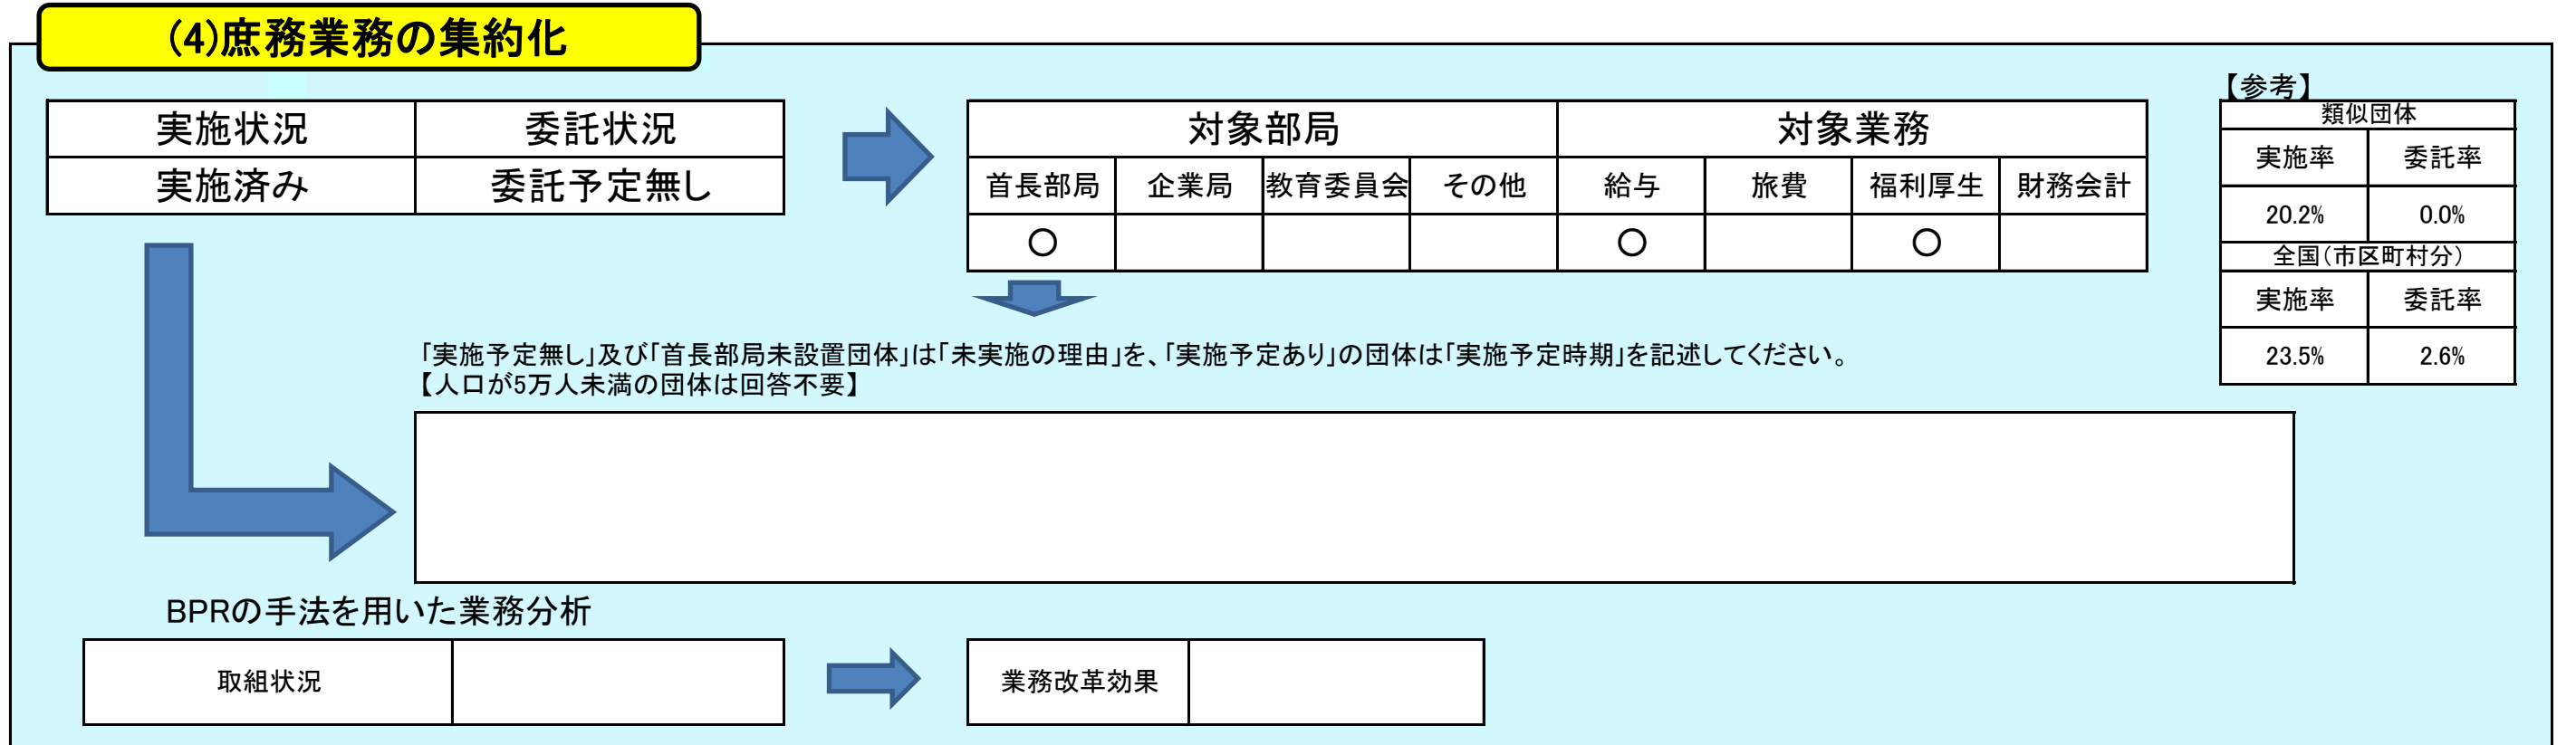 (4)庶務業務の集約化
実施状況 委託状況
実施済み 委託予定無し
対象部局 対象業務
首長部局 企業局 教育委員会 その他 給与 旅費 福利厚生 財務会計
〇 〇 〇
【参考】
類似団体
実施率 委託率
20.2% 0.0%
全国(市区町村分)
実施率 委託率
23.5% 2.6%
「実施予定無し」及び「首長部局未設置団体」は「未実施の理由」を、「実施予定あり」の団体は「実施予定時期」を記述してください。
【人口が5万人未満の団体は回答不要】
BPRの手法を用いた業務分析
取組状況
業務改革効果